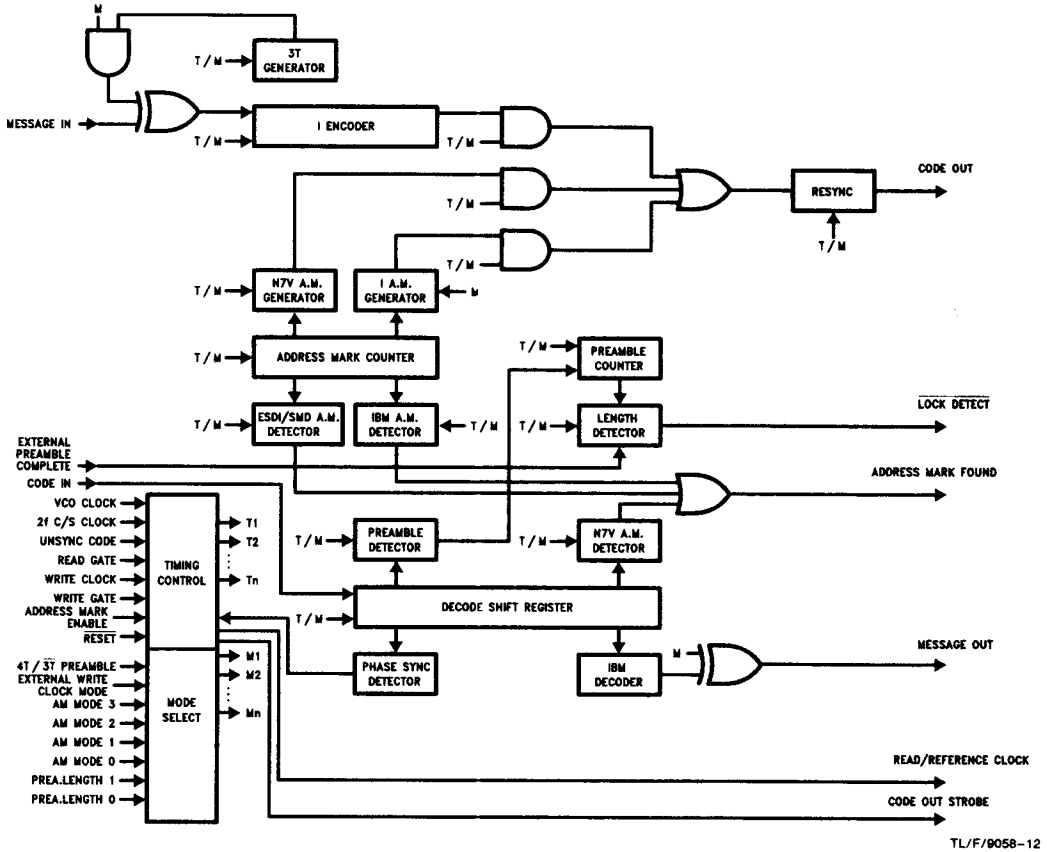 M
3T
GENERATOR
T/M
MESSAGE IN
I ENCODER
T/M
T/M
CODE OUT
RESYNC
T/M
T/M
T/M
N7V A.M.
GENERATOR
T/M
I A.M.
GENERATOR
M
ADDRESS MARK COUNTER
T/M
T/M
PREAMBLE
COUNTER
ESDI/SMD A.M.
DETECTOR
T/M
IBM A.M.
DETECTOR
T/M
T/M
LENGTH
DETECTOR
LOCK DETECT
EXTERNAL
PREAMBLE
COMPLETE
CODE IN
ADDRESS MARK FOUND
VCO CLOCK
2f C/S CLOCK
UNSYNC CODE
READ GATE
WRITE CLOCK
WRITE GATE
ADDRESS MARK
ENABLE
RESET
TIMING
CONTROL
T1
T2
Tn
T/M
PREAMBLE
DETECTOR
T/M
N7V A.M.
DETECTOR
DECODE SHIFT REGISTER
T/M
4T/3T PREAMBLE
EXTERNAL WRITE
CLOCK MODE
AM MODE 3
AM MODE 2
AM MODE 1
AM MODE 0
PREA.LENGTH 1
PREA.LENGTH 0
MODE
SELECT
M1
M2
Mn
PHASE SYNC
DETECTOR
IBM
DECODER
M
MESSAGE OUT
READ/REFERENCE CLOCK
CODE OUT STROBE
TL/F/9058-12